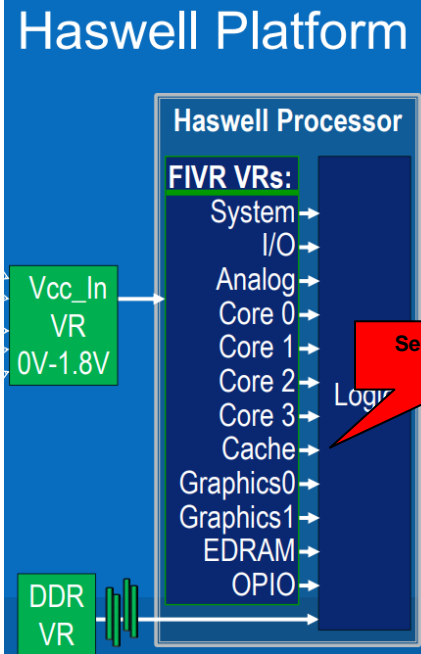 Haswell Platform
Haswell Processor
FIVR VRs:
System
I/O
Analog
Core 0
Core 1
Core 2
Core 3
Cache
Graphics0
Graphics1
EDRAM
OPIO
Vcc_In
VR
0V-1.8V
DDR
VR